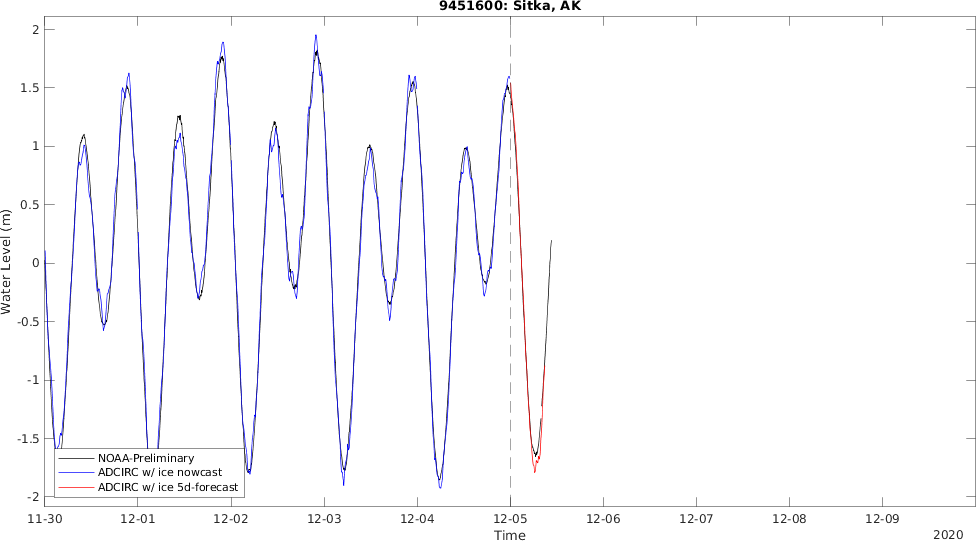 9451600: Sitka, AK
2
1.5
1
0.5
0
-0.5
-1
-1.5
-2
Water Level (m)
NOAA-Preliminary
ADCIRC w/ ice nowcast
ADCIRC w/ ice 5d-forecast
11-30 12-01 12-02 12-03 12-04 12-05 12-06 12-07 12-08 12-09
Time
2020